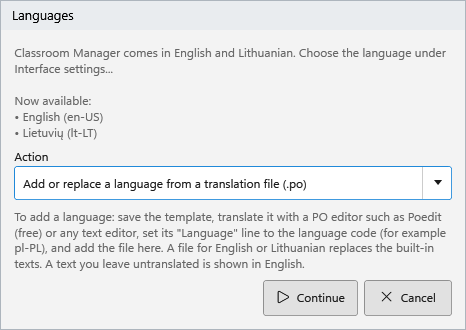 Languages
Classroom Manager comes in English and Lithuanian. Choose the language under
Interface settings...
Now available:
• English (en-US)
• Lietuvių (lt-LT)
Action
Add or replace a language from a translation file (.po)
To add a language: save the template, translate it with a PO editor such as Poedit
(free) or any text editor, set its "Language" line to the language code (for example
pl-PL), and add the file here. A file for English or Lithuanian replaces the built-in
texts. A text you leave untranslated is shown in English.
Continue
Cancel